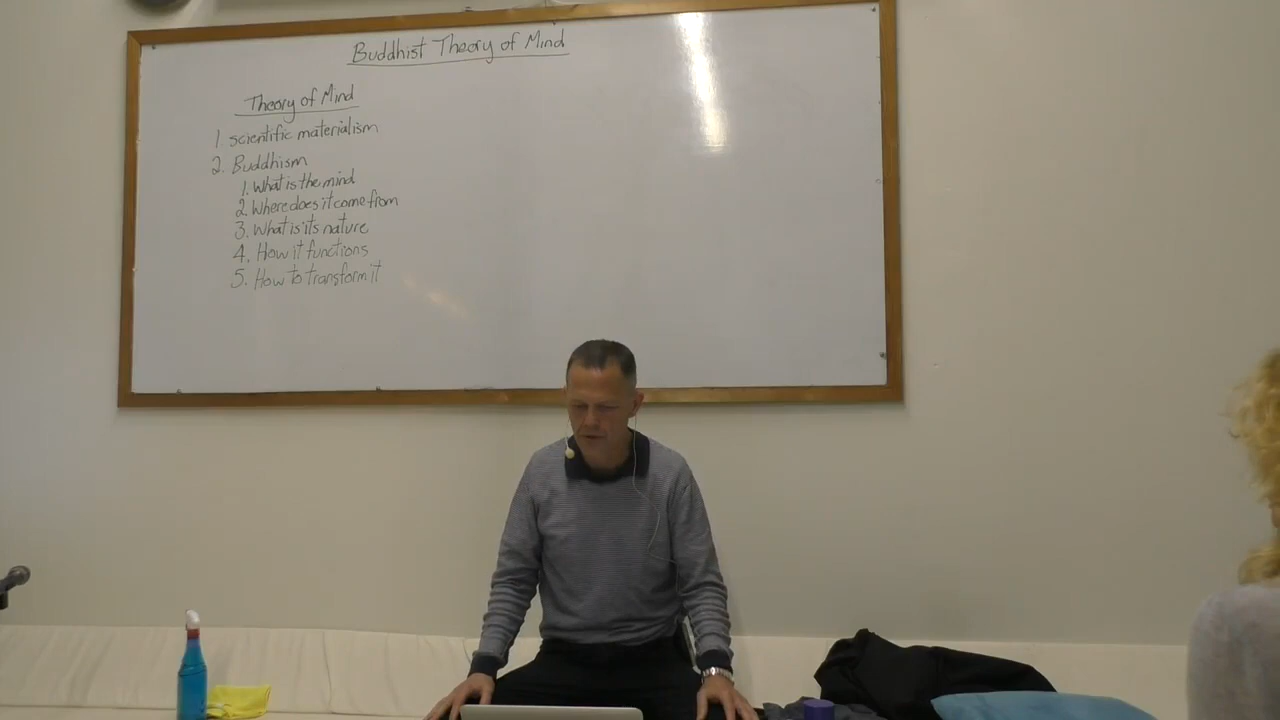 Buddhist Theory of Mind
Theory of Mind
1. scientific materialism
2. Buddhism
1. What is the mind
2. Where does it come from
3. What is its nature
4. How it functions
5. How to transform it